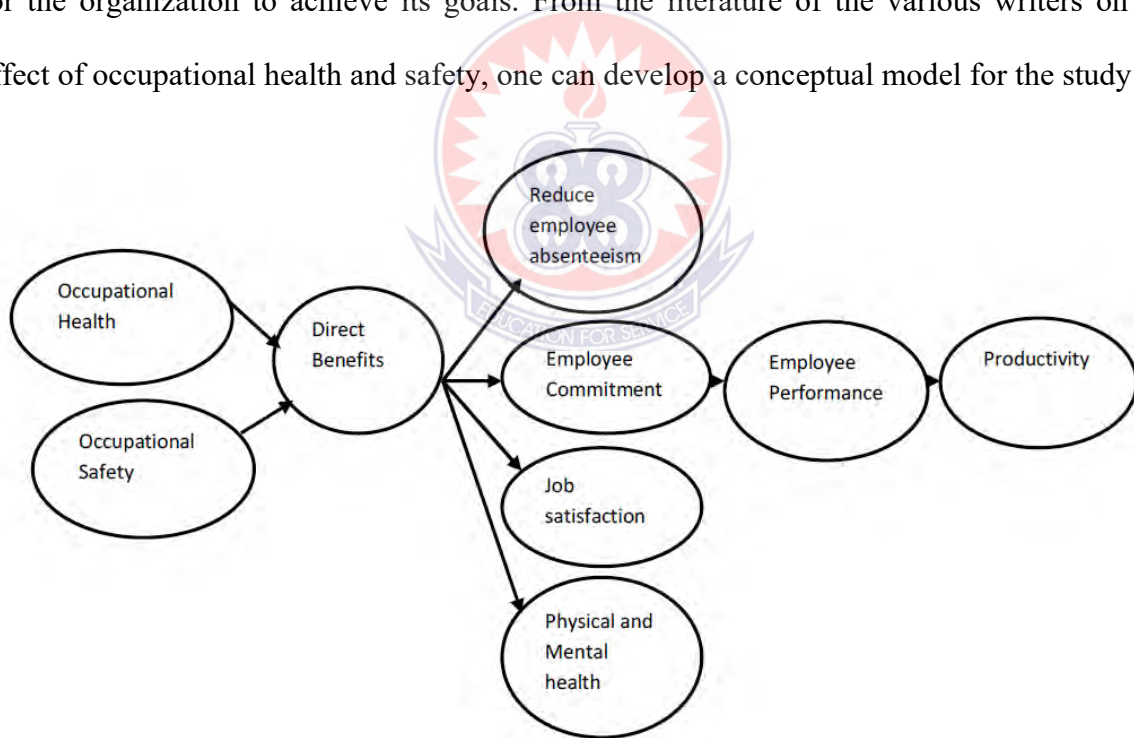 or the organization to achieve its goals. From the literature of the various writers on
ffect of occupational health and safety, one can develop a conceptual model for the study
Reduce
employee
absenteeism
Occupational
Health
Direct
Benefits
Employee
Commitment
Employee
Performance
Productivity
Occupational
Safety
Job
satisfaction
Physical and
Mental
health
EDUCATION FOR SERVICE